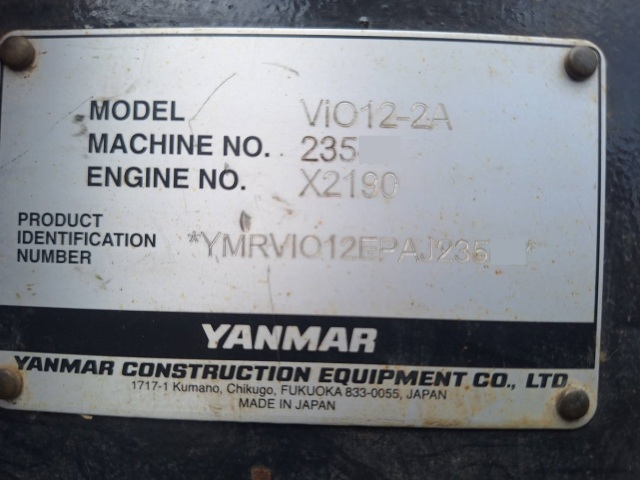 MODEL ViO12-2A
MACHINE NO. 235
ENGINE NO. X2190
PRODUCT
IDENTIFICATION
NUMBER
*YMRVIO12EPAJ235 *
YANMAR
YANMAR CONSTRUCTION EQUIPMENT CO., LTD.
1717-1 Kumano, Chikugo, FUKUOKA 833-0055, JAPAN
MADE IN JAPAN